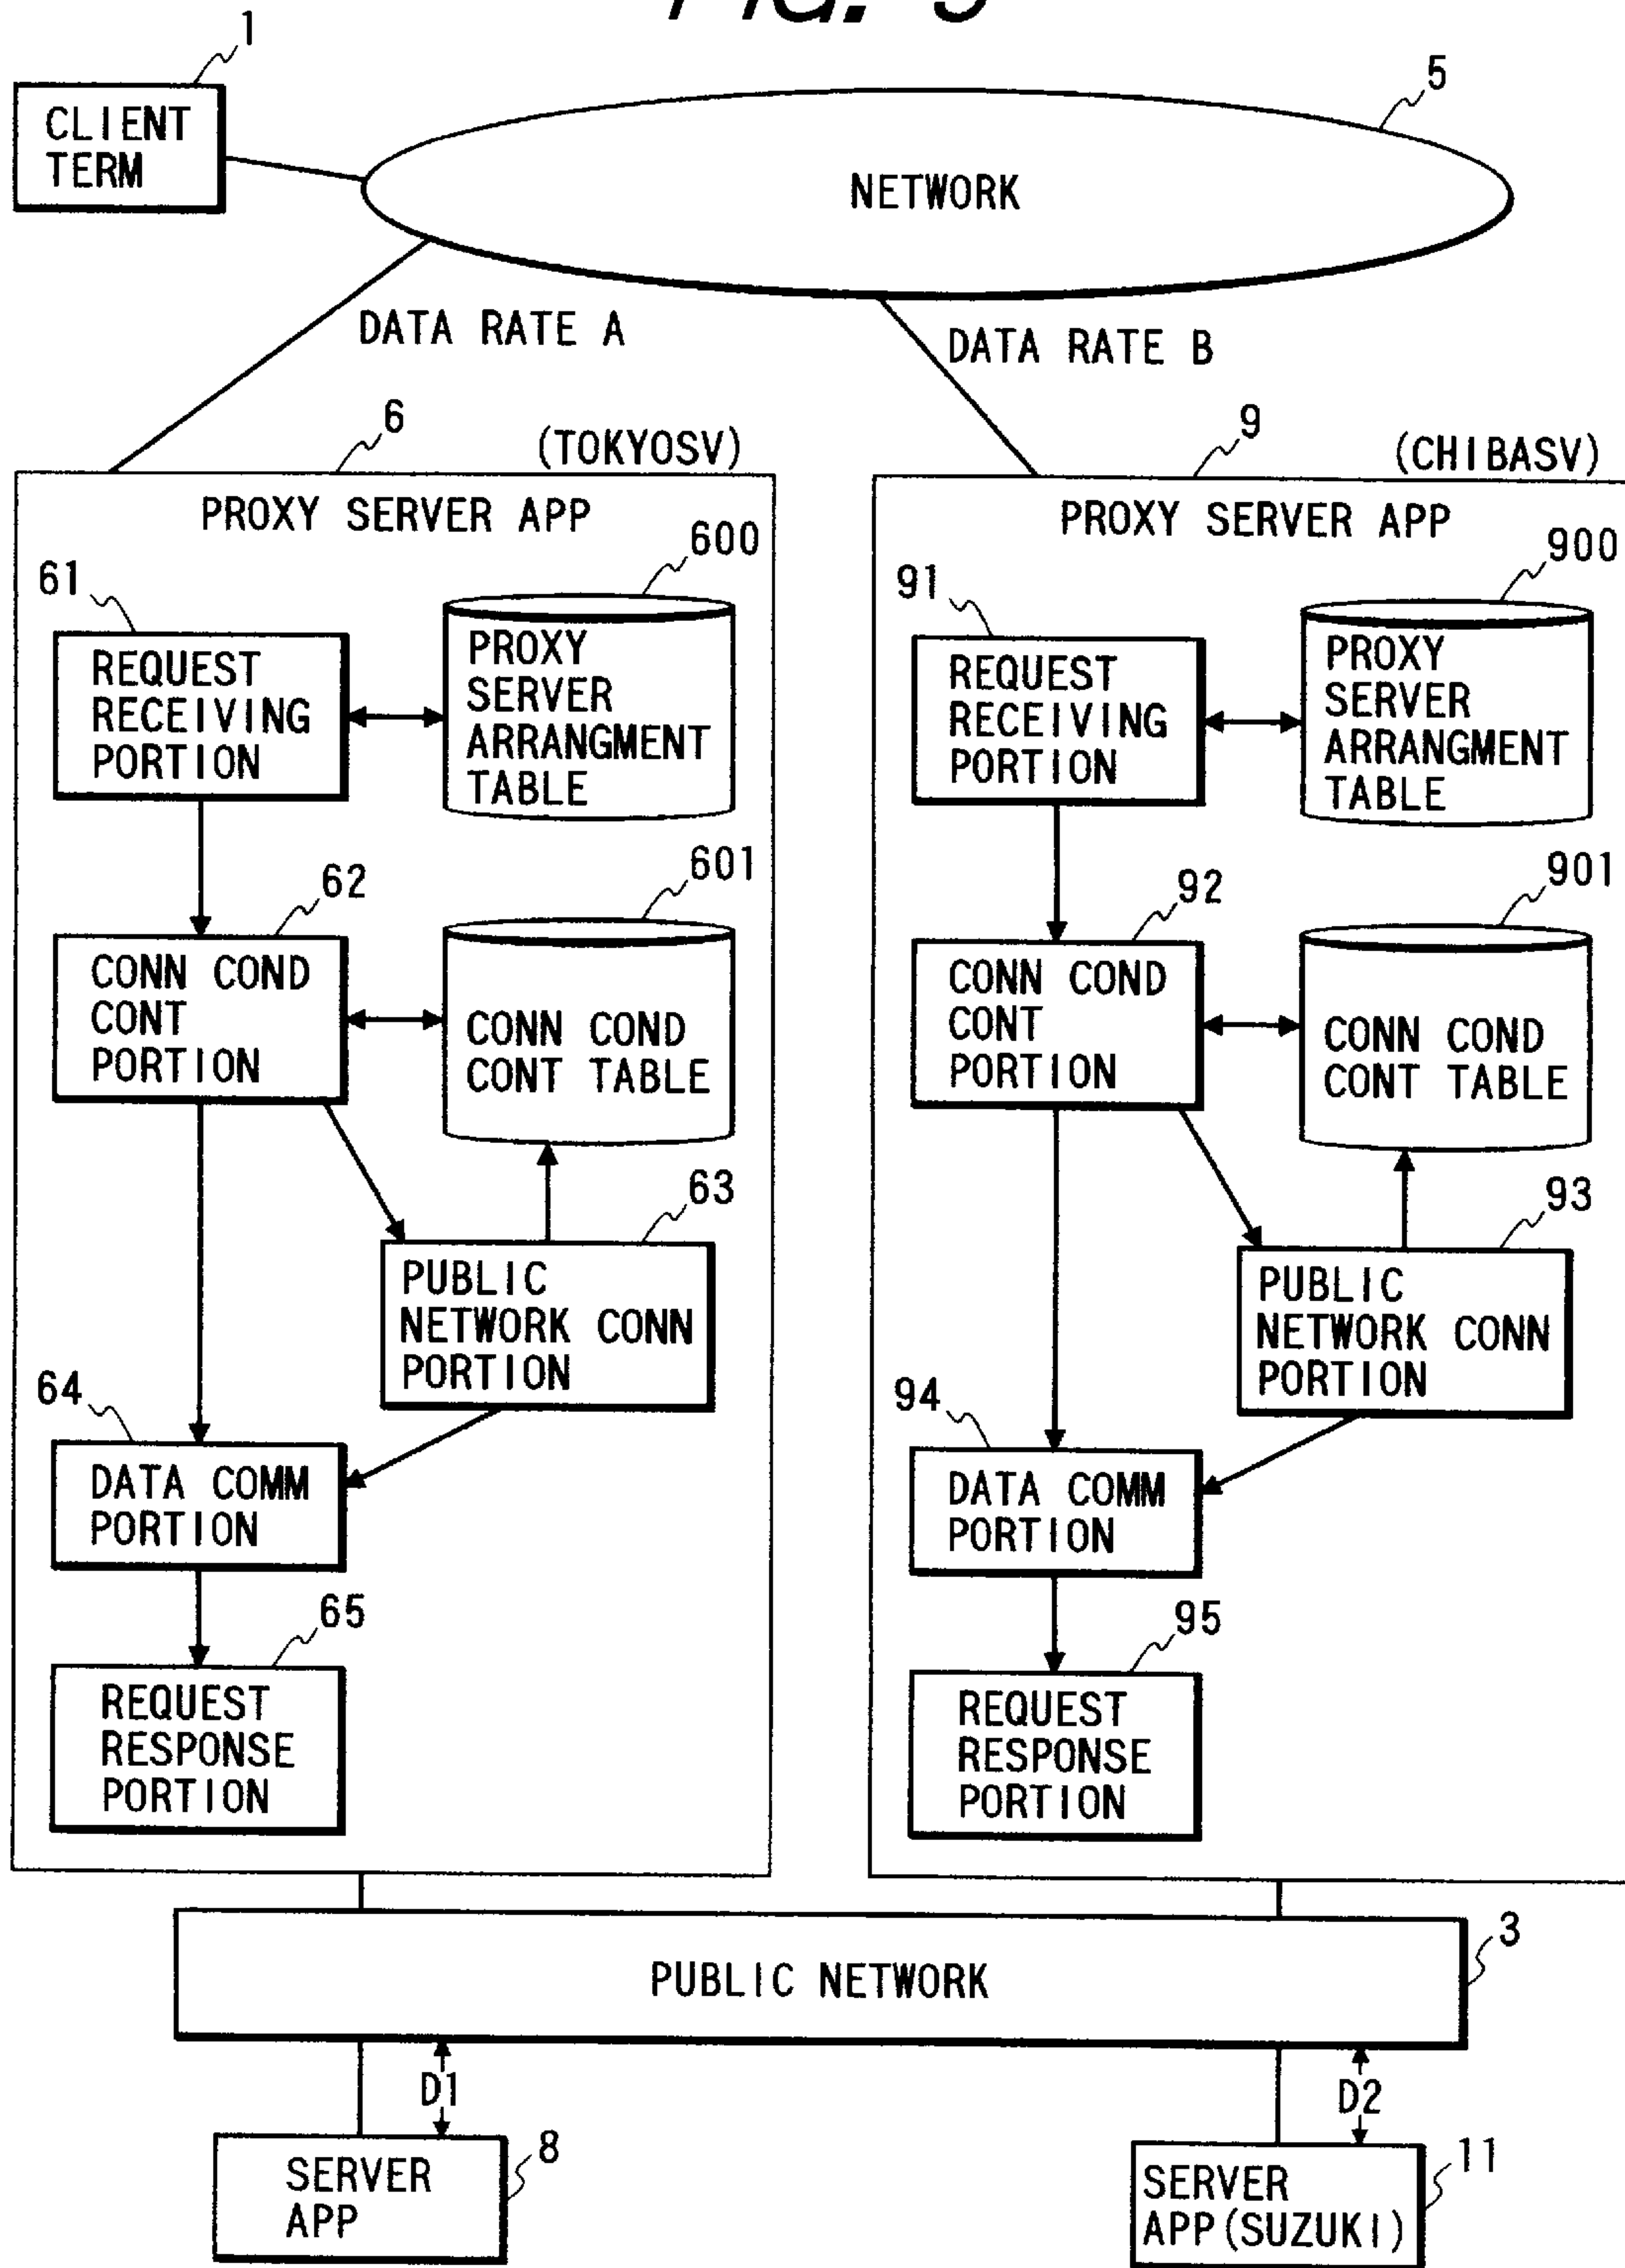 1
CLIENT
TERM
5
NETWORK
DATA RATE A
DATA RATE B
6
(TOKYOSV)
PROXY SERVER APP
600
61
REQUEST
RECEIVING
PORTION
PROXY
SERVER
ARRANGMENT
TABLE
62
601
CONN COND
CONT
PORTION
CONN COND
CONT TABLE
63
PUBLIC
NETWORK CONN
PORTION
64
DATA COMM
PORTION
65
REQUEST
RESPONSE
PORTION
9
(CHIBASV)
PROXY SERVER APP
900
91
REQUEST
RECEIVING
PORTION
PROXY
SERVER
ARRANGMENT
TABLE
92
901
CONN COND
CONT
PORTION
CONN COND
CONT TABLE
93
PUBLIC
NETWORK CONN
PORTION
94
DATA COMM
PORTION
95
REQUEST
RESPONSE
PORTION
3
PUBLIC NETWORK
D1
D2
8
SERVER
APP
11
SERVER
APP(SUZUKI)